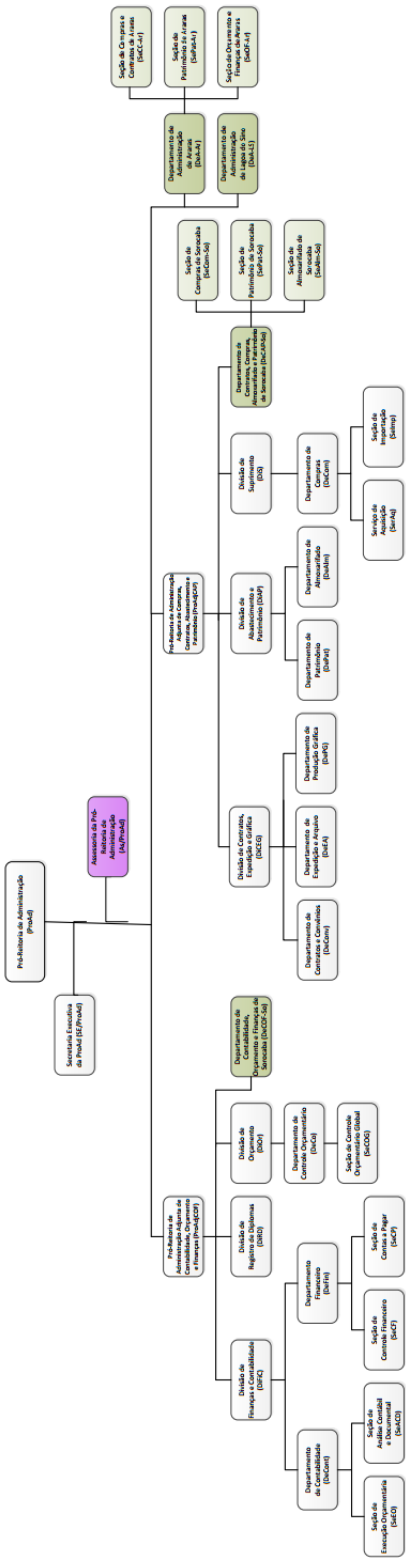 Pró-Reitoria de Administração
(ProAd)
Secretaria Executiva
da ProAd (SE/ProAd)
Assessoria da Pró-
Reitoria de
Administração
(As/ProAd)
Pró-Reitoria de
Administração Adjunta de
Contabilidade, Orçamento
e Finanças (ProAdjCOF)
Divisão de
Finanças e Contabilidade
(DiFiC)
Departamento
de Contabilidade
(DeCont)
Seção de
Execução Orçamentária
(SeEO)
Seção de
Análise Contábil
e Documental
(SeACD)
Departamento
Financeiro
(DeFin)
Seção de
Controle Financeiro
(SeCF)
Seção de
Contas a Pagar
(SeCP)
Divisão de
Registro de Diplomas
(DiRD)
Divisão de
Orçamento
(DiOr)
Departamento de
Controle Orçamentário
(DeCo)
Seção de Controle
Orçamentário Global
(SeCOG)
Departamento de
Contabilidade,
Orçamento e Finanças de
Sorocaba (DeCOF-So)
Pró-Reitoria de Administração
Adjunta de Compras,
Contratos, Abastecimento e
Patrimônio (ProAdjCAP)
Divisão de Contratos,
Expedição e Gráfica
(DiCEG)
Departamento de
Contratos e Convênios
(DeConv)
Departamento de
Expedição e Arquivo
(DeEA)
Departamento de
Produção Gráfica
(DePG)
Divisão de
Abastecimento e
Patrimônio (DiAP)
Departamento de
Patrimônio
(DePat)
Departamento de
Almoxarifado
(DeAlm)
Divisão de
Suprimento
(DiS)
Departamento de
Compras
(DeCom)
Serviço de
Aquisição
(SerAq)
Seção de
Importação
(SeImp)
Departamento de
Contratos, Compras,
Almoxarifado e Patrimônio
de Sorocaba (DeCAP-So)
Seção de
Compras de Sorocaba
(SeCom-So)
Seção de
Patrimônio de Sorocaba
(SePat-So)
Seção de
Almoxarifado de
Sorocaba
(SeAlm-So)
Departamento de
Administração
de Araras
(DeA-Ar)
Seção de Compras e
Contratos de Araras
(SeCC-Ar)
Seção de
Patrimônio de Araras
(SePat-Ar)
Seção de Orçamento e
Finanças de Araras
(SeOF-Ar)
Departamento de
Administração
de Lagoa do Sino
(DeA-LS)